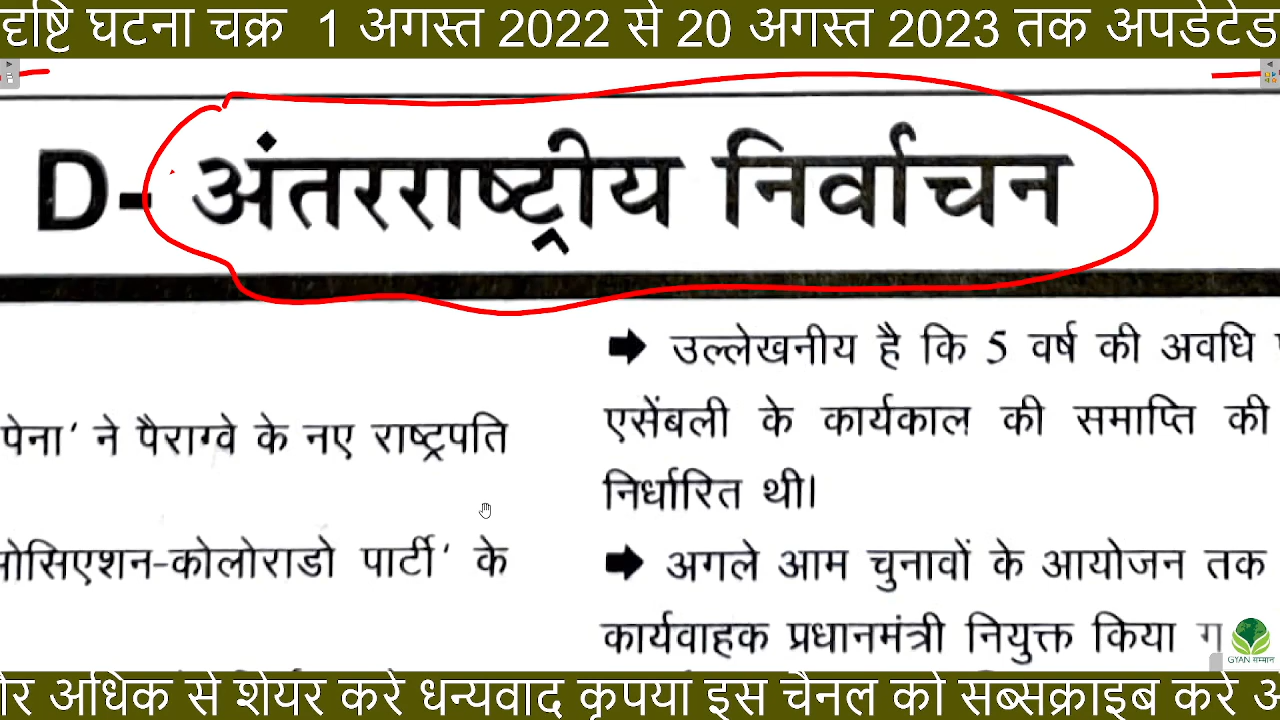 दृष्टि घटना चक्र 1 अगस्त 2022 से 20 अगस्त 2023 तक अपडेटेड
D- अंतरराष्ट्रीय निर्वाचन
पेना’ ने पैराग्वे के नए राष्ट्रपति
सोसिएशन-कोलोराडो पार्टी’ के
➡ उल्लेखनीय है कि 5 वर्ष की अवधि
एसेंबली के कार्यकाल की समाप्ति की
निर्धारित थी।
➡ अगले आम चुनावों के आयोजन तक
कार्यवाहक प्रधानमंत्री नियुक्त किया
GYAN सम्मान
अधिक से शेयर करे धन्यवाद कृपया इस चैनल को सब्सक्राइब करे